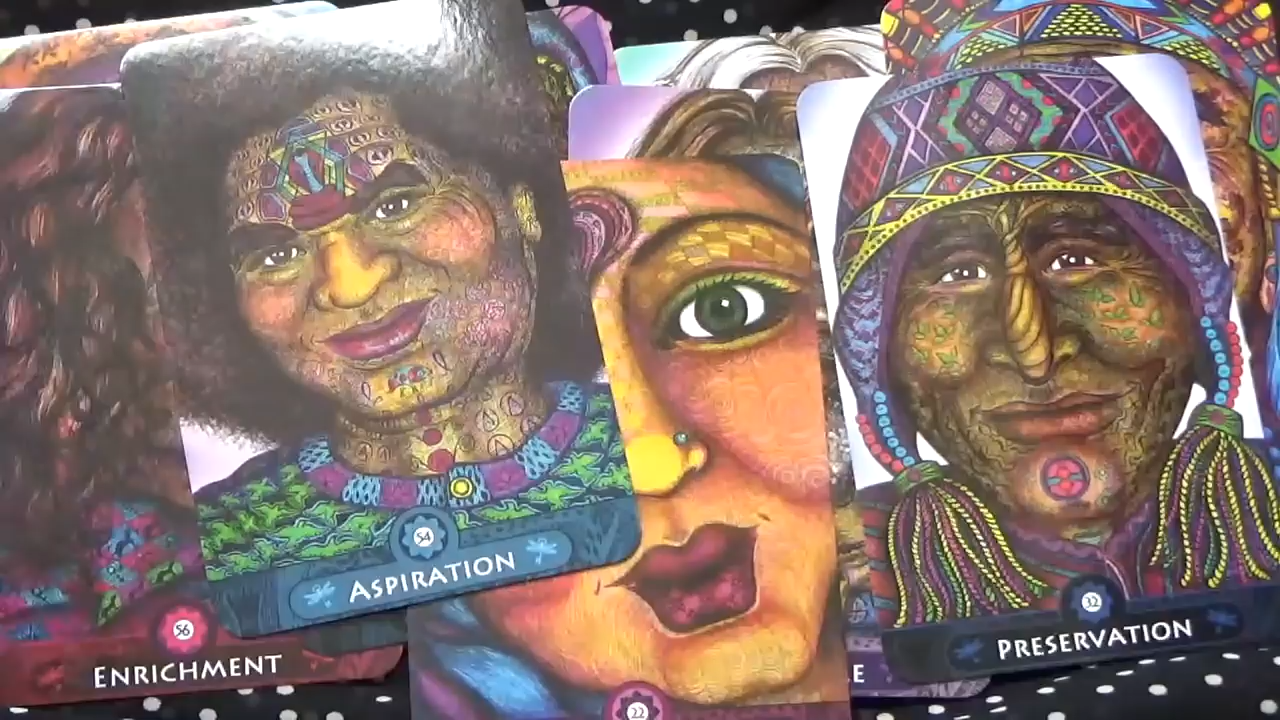 54
ASPIRATION
56
ENRICHMENT
22
E
32
PRESERVATION